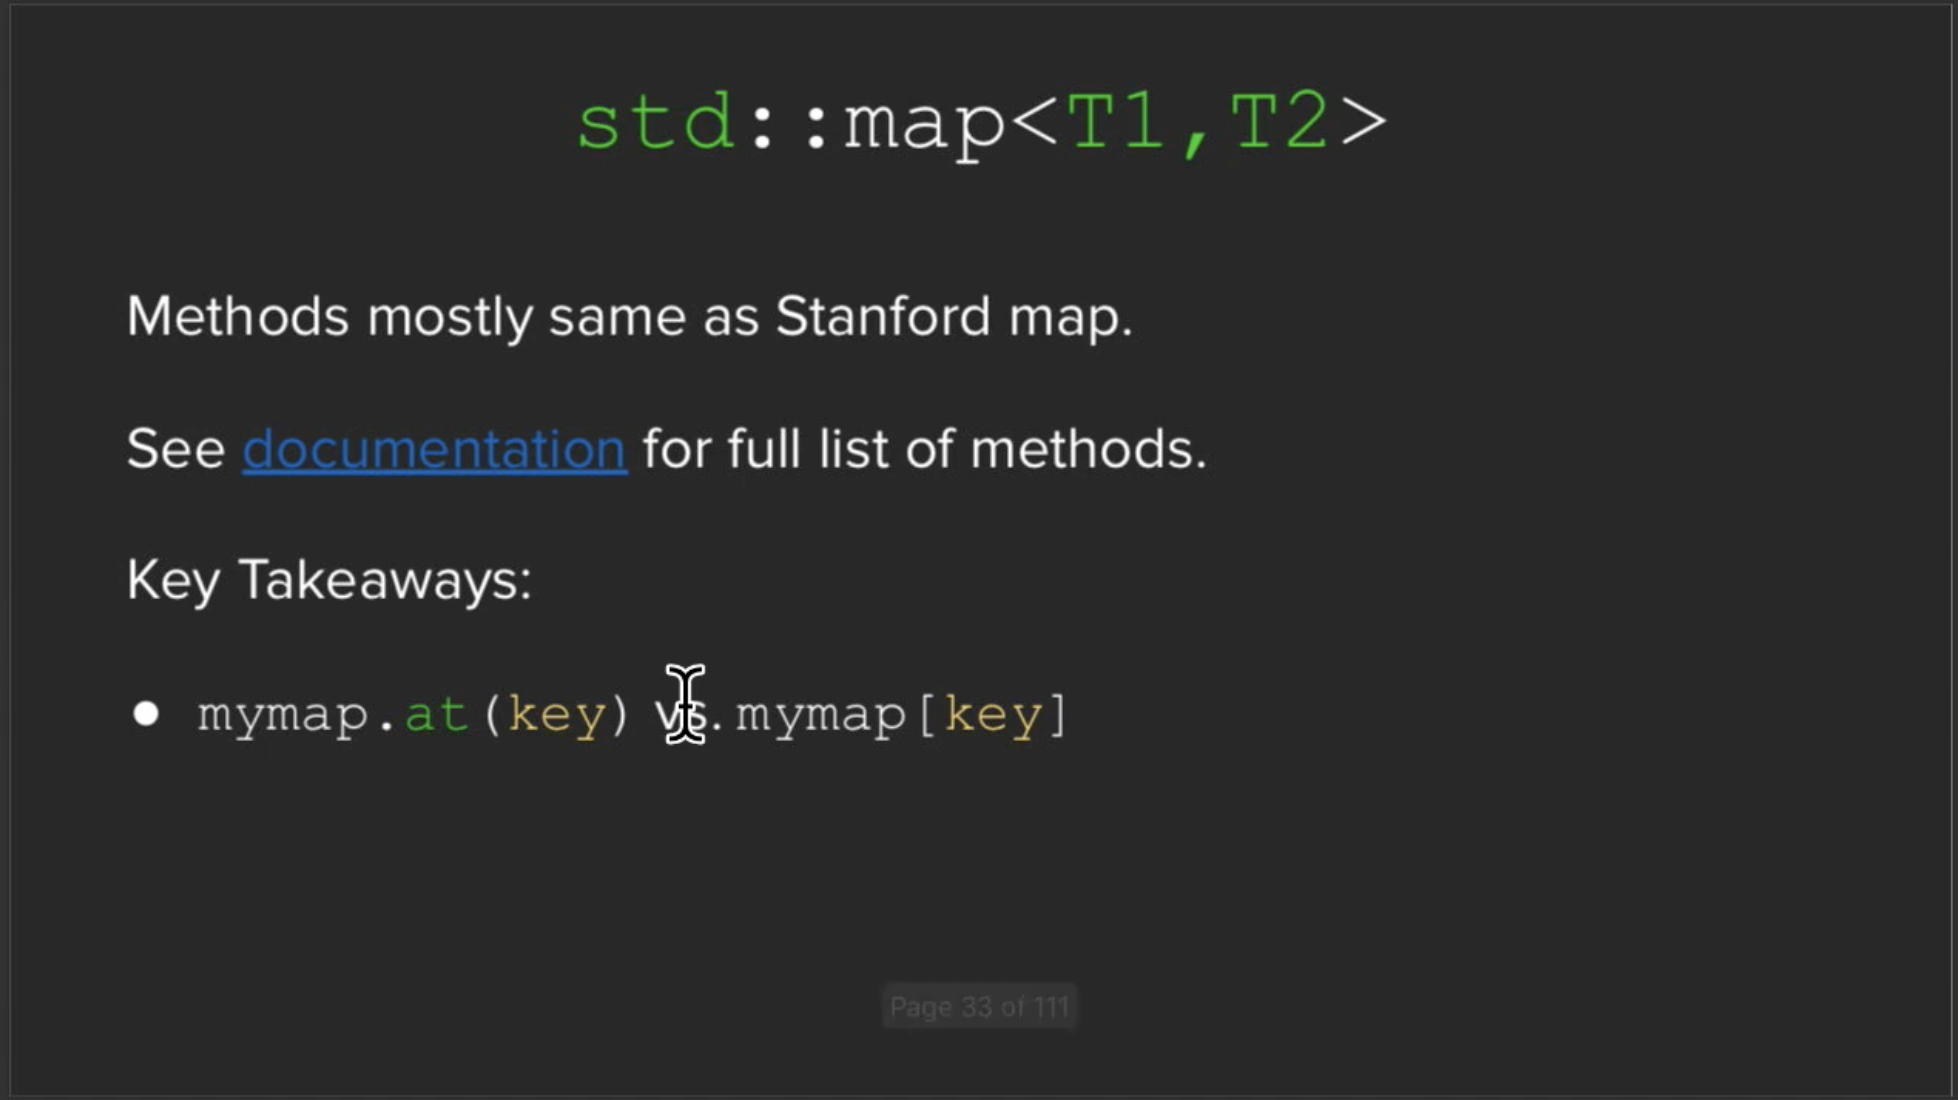 std::map<T1,T2>
Methods mostly same as Stanford map.
See documentation for full list of methods.
Key Takeaways:
● mymap.at(key) vs. mymap[key]
Page 33 of 111